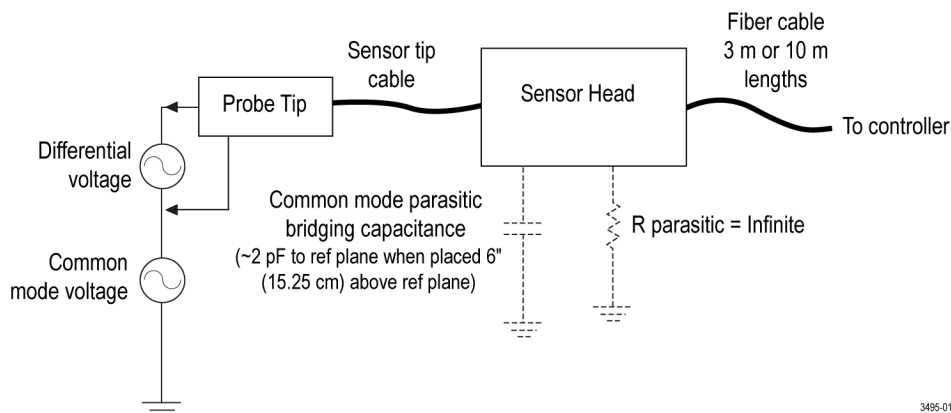 Fiber cable
3 m or 10 m
lengths
Sensor tip
cable
Probe Tip
Sensor Head
To controller
Differential
voltage
Common mode parasitic
bridging capacitance
(~2 pF to ref plane when placed 6"
(15.25 cm) above ref plane)
R parasitic = Infinite
Common
mode voltage
3495-01